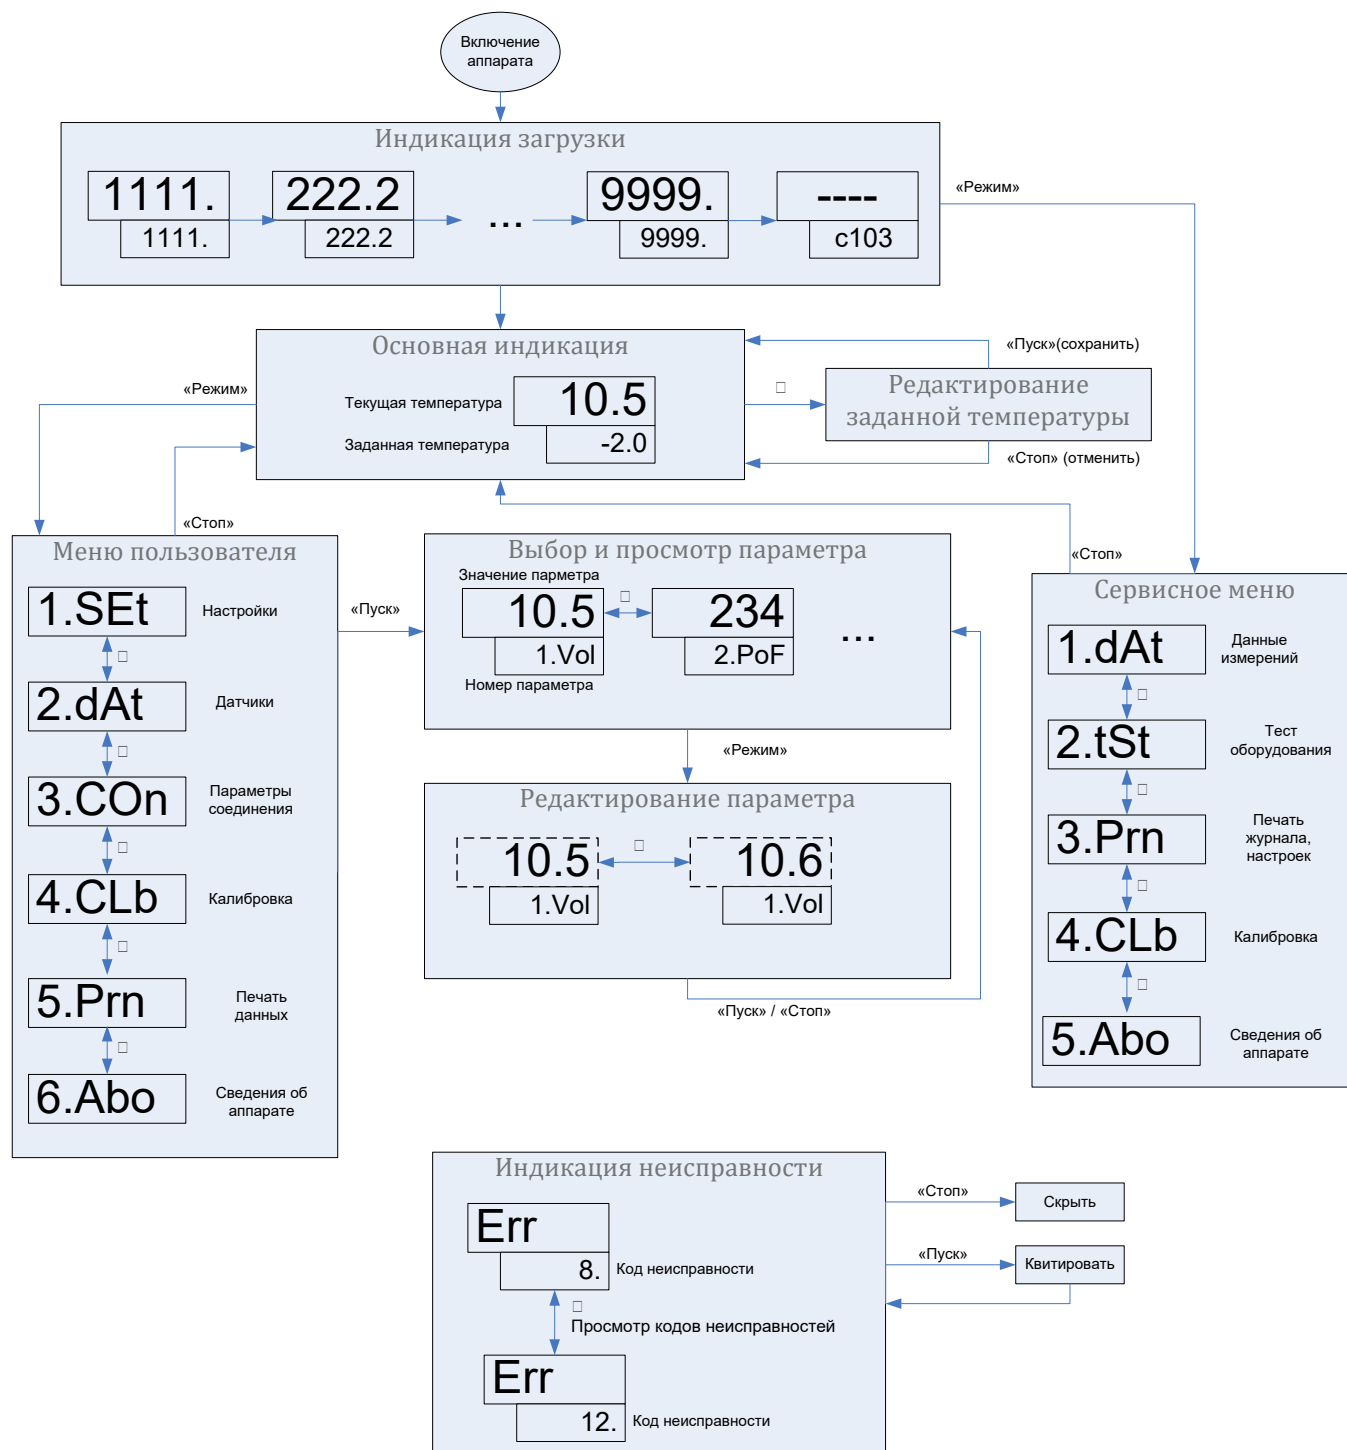 Включение
аппарата
Индикация загрузки
1111.
1111.
222.2
222.2
...
9999.
9999.
----
c103
«Режим»
Основная индикация
Текущая температура
10.5
Заданная температура
-2.0
«Режим»
«Пуск»(сохранить)
Редактирование
заданной температуры
«Стоп» (отменить)
«Стоп»
«Стоп»
Меню пользователя
1.SEt
Настройки
2.dAt
Датчики
3.COn
Параметры
соединения
4.CLb
Калибровка
5.Prn
Печать
данных
6.Abo
Сведения об
аппарате
«Пуск»
Выбор и просмотр параметра
Значение парметра
10.5
1.Vol
Номер параметра
234
2.PoF
...
«Режим»
Редактирование параметра
10.5
1.Vol
10.6
1.Vol
«Пуск» / «Стоп»
Сервисное меню
1.dAt
Данные
измерений
2.tSt
Тест
оборудования
3.Prn
Печать
журнала,
настроек
4.CLb
Калибровка
5.Abo
Сведения об
аппарате
Индикация неисправности
Err
8.
Код неисправности
Просмотр кодов неисправностей
Err
12.
Код неисправности
«Стоп»
Скрыть
«Пуск»
Квитировать